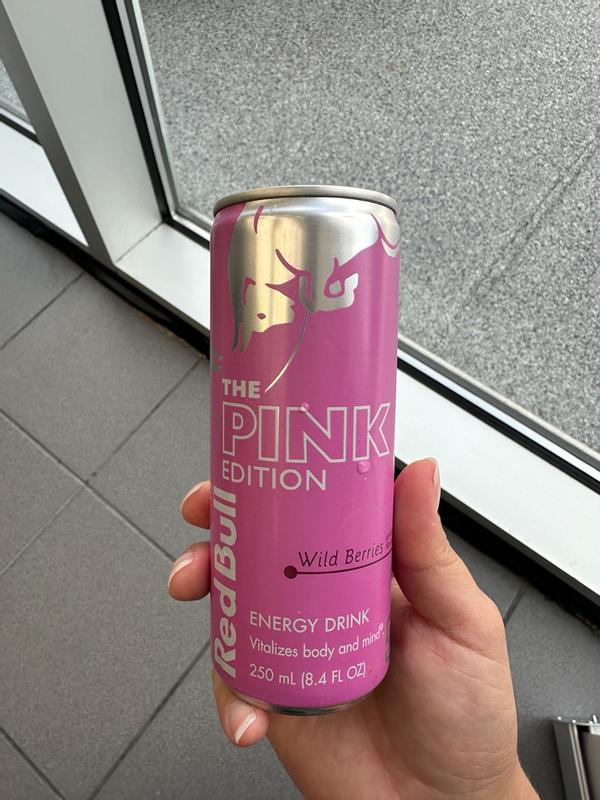 THE
PINK
EDITION
Red Bull
Wild Berries
ENERGY DRINK
Vitalizes body and mind®
250 mL (8.4 FL OZ)